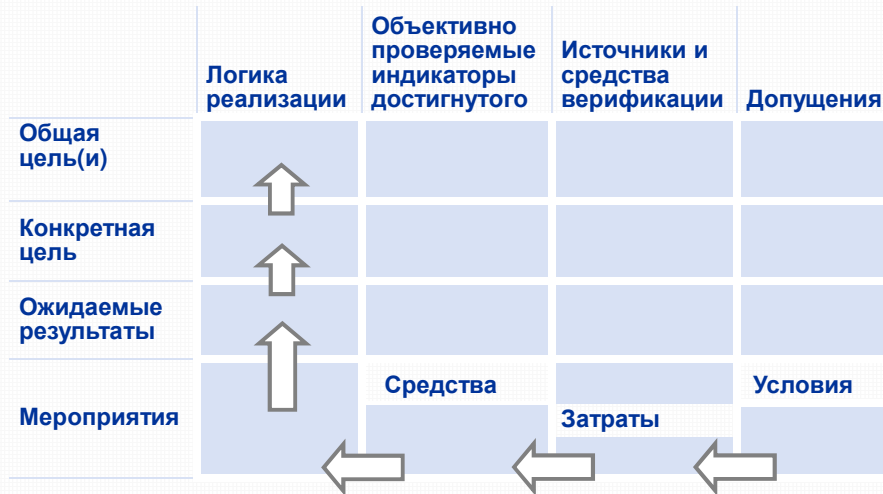 Логика
реализации
Объективно
проверяемые
индикаторы
достигнутого
Источники и
средства
верификации
Допущения
Общая
цель(и)
Конкретная
цель
Ожидаемые
результаты
Мероприятия
Средства
Затраты
Условия